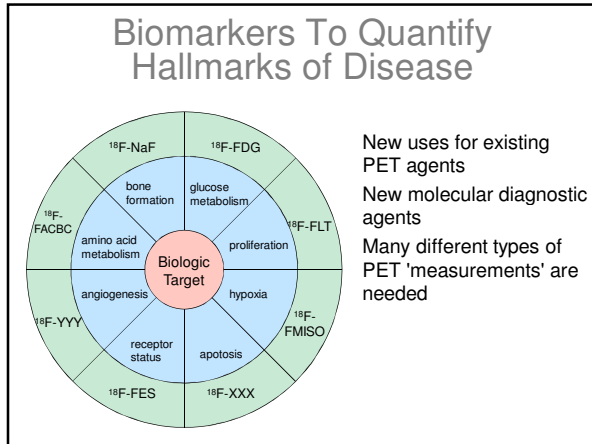 Biomarkers To Quantify
Hallmarks of Disease
¹⁸F-NaF
¹⁸F-FDG
¹⁸F-
FACBC
¹⁸F-FLT
bone
formation
glucose
metabolism
amino acid
metabolism
proliferation
Biologic
Target
angiogenesis
hypoxia
¹⁸F-YYY
¹⁸F-
FMISO
receptor
status
apotosis
¹⁸F-FES
¹⁸F-XXX
New uses for existing
PET agents
New molecular diagnostic
agents
Many different types of
PET 'measurements' are
needed